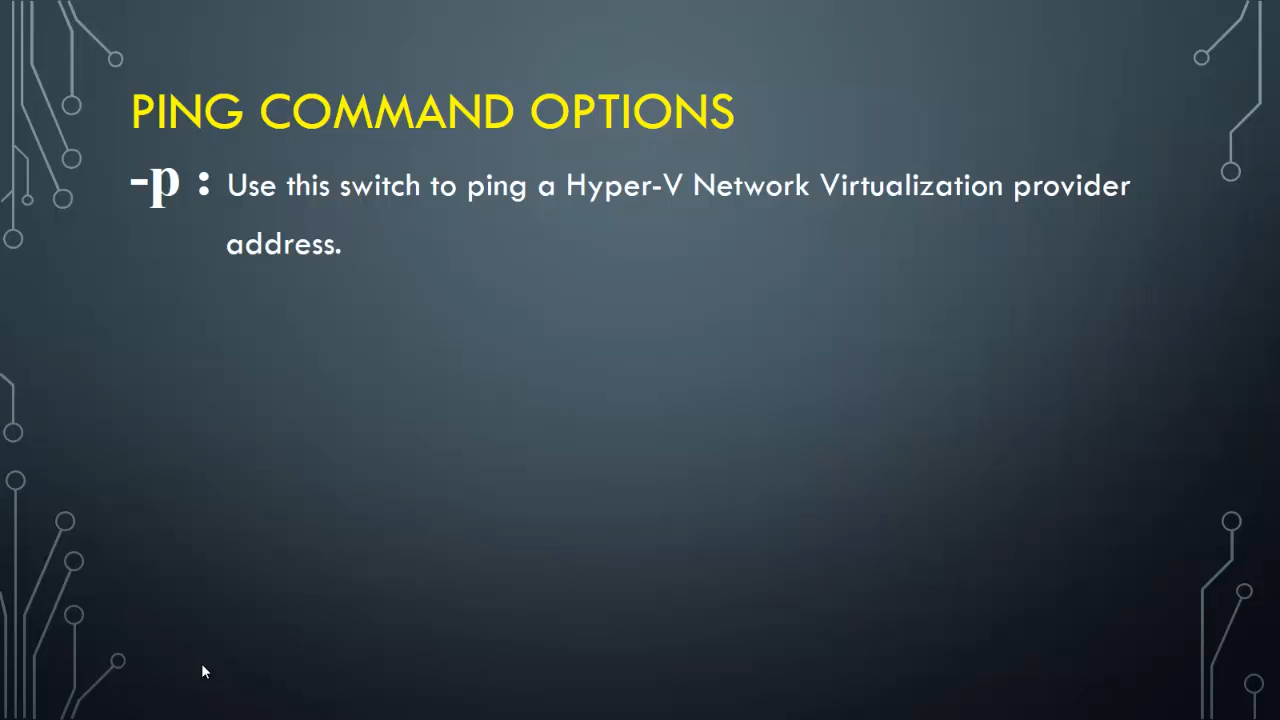 PING COMMAND OPTIONS
-p : Use this switch to ping a Hyper-V Network Virtualization provider
address.